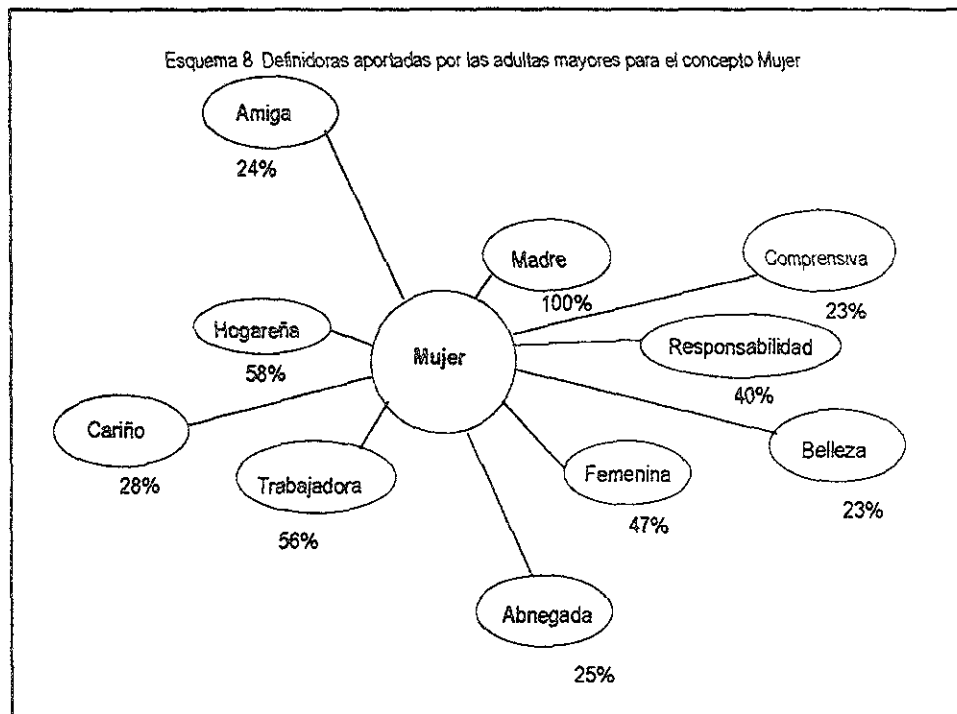 Esquema 8 Definidoras aportadas por las adultas mayores para el concepto Mujer
Amiga
24%
Madre
100%
Comprensiva
23%
Hogareña
58%
Mujer
Responsabilidad
40%
Cariño
28%
Trabajadora
56%
Femenina
47%
Belleza
23%
Abnegada
25%